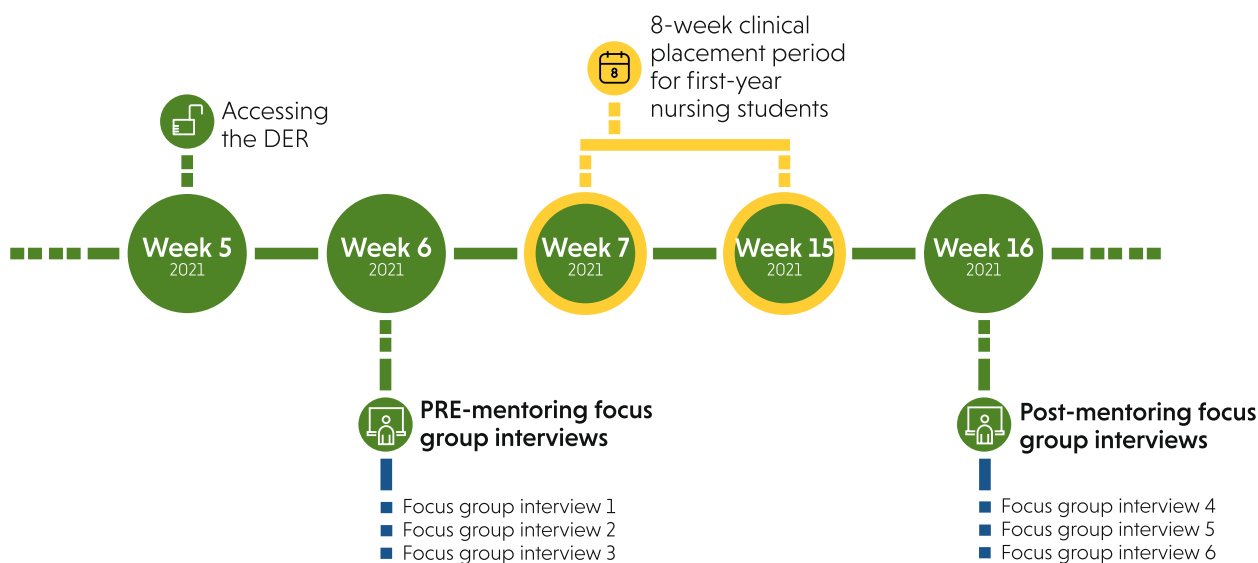 8-week clinical
placement period
for first-year
nursing students
8
Accessing
the DER
Week 5
2021
Week 6
2021
Week 7
2021
Week 15
2021
Week 16
2021
PRE-mentoring focus
group interviews
Focus group interview 1
Focus group interview 2
Focus group interview 3
Post-mentoring focus
group interviews
Focus group interview 4
Focus group interview 5
Focus group interview 6